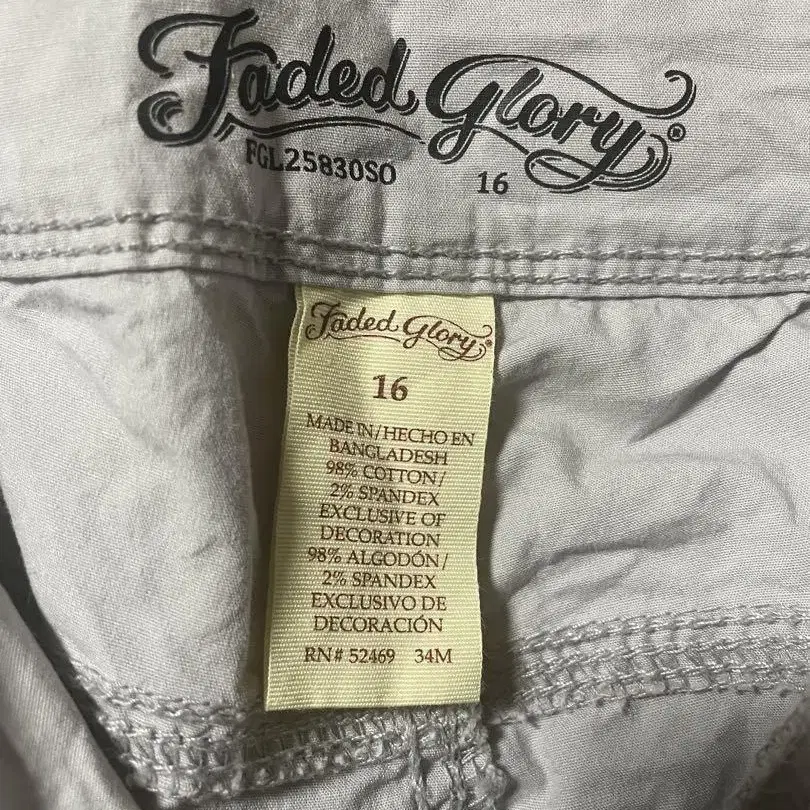 Faded Glory®
FGL25830SO 16
Faded Glory®
16
MADE IN/HECHO EN
BANGLADESH
98% COTTON/
2% SPANDEX
EXCLUSIVE OF
DECORATION
98% ALGODÓN/
2% SPANDEX
EXCLUSIVO DE
DECORACIÓN
RN# 52469 34M